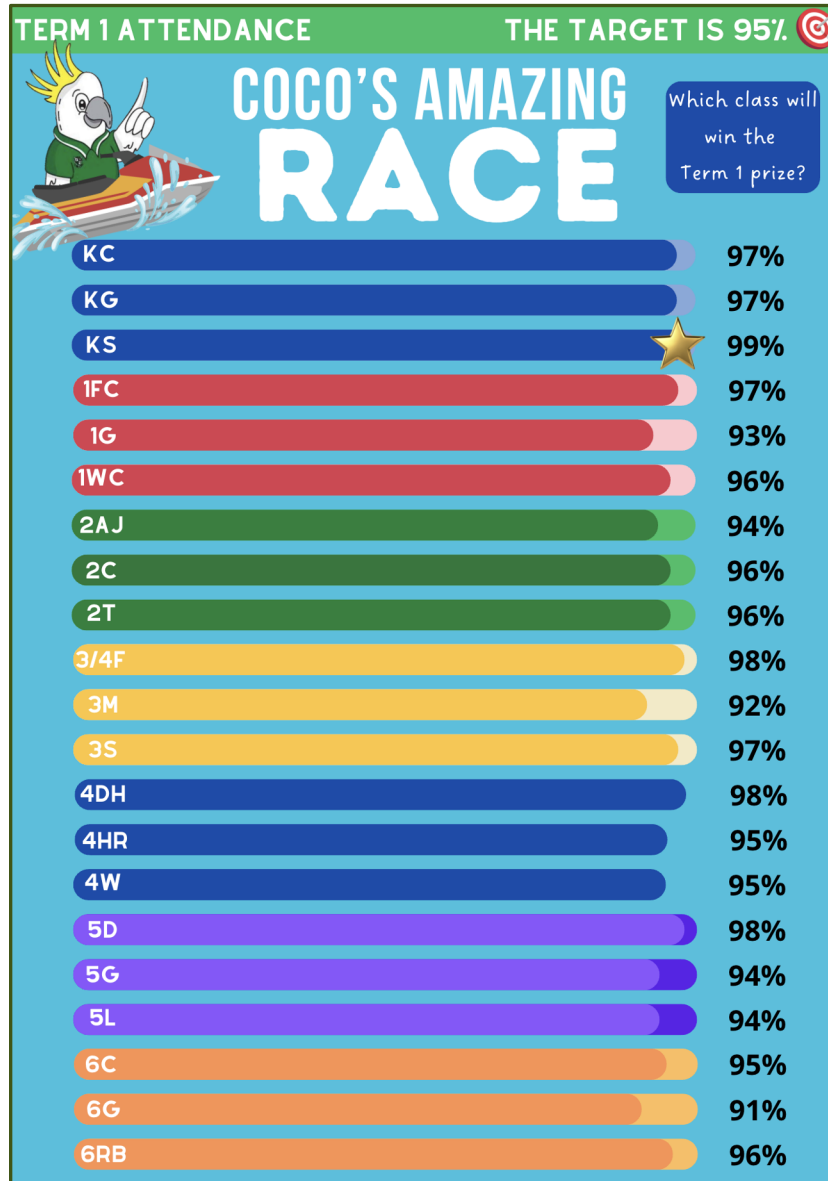 TERM 1 ATTENDANCE THE TARGET IS 95%
COCO'S AMAZING
RACE
Which class will
win the
Term 1 prize?
KC 97%
KG 97%
KS 99%
1FC 97%
1G 93%
1WC 96%
2AJ 94%
2C 96%
2T 96%
3/4F 98%
3M 92%
3S 97%
4DH 98%
4HR 95%
4W 95%
5D 98%
5G 94%
5L 94%
6C 95%
6G 91%
6RB 96%